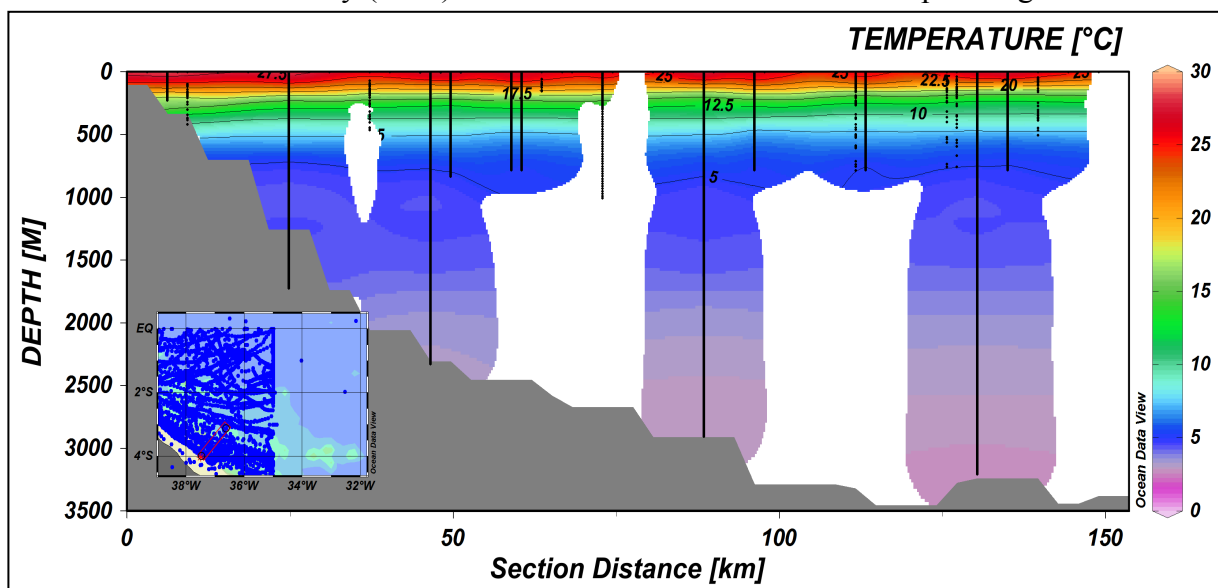 TEMPERATURE [°C]
27.5
17.5
5
25
12.5
5
25
10
22.5
20
25
0
500
1000
1500
2000
2500
3000
3500
DEPTH [M]
0
50
100
150
Section Distance [km]
30
25
20
15
10
5
0
Ocean Data View
EQ
2°S
4°S
38°W
36°W
34°W
32°W
Ocean Data View